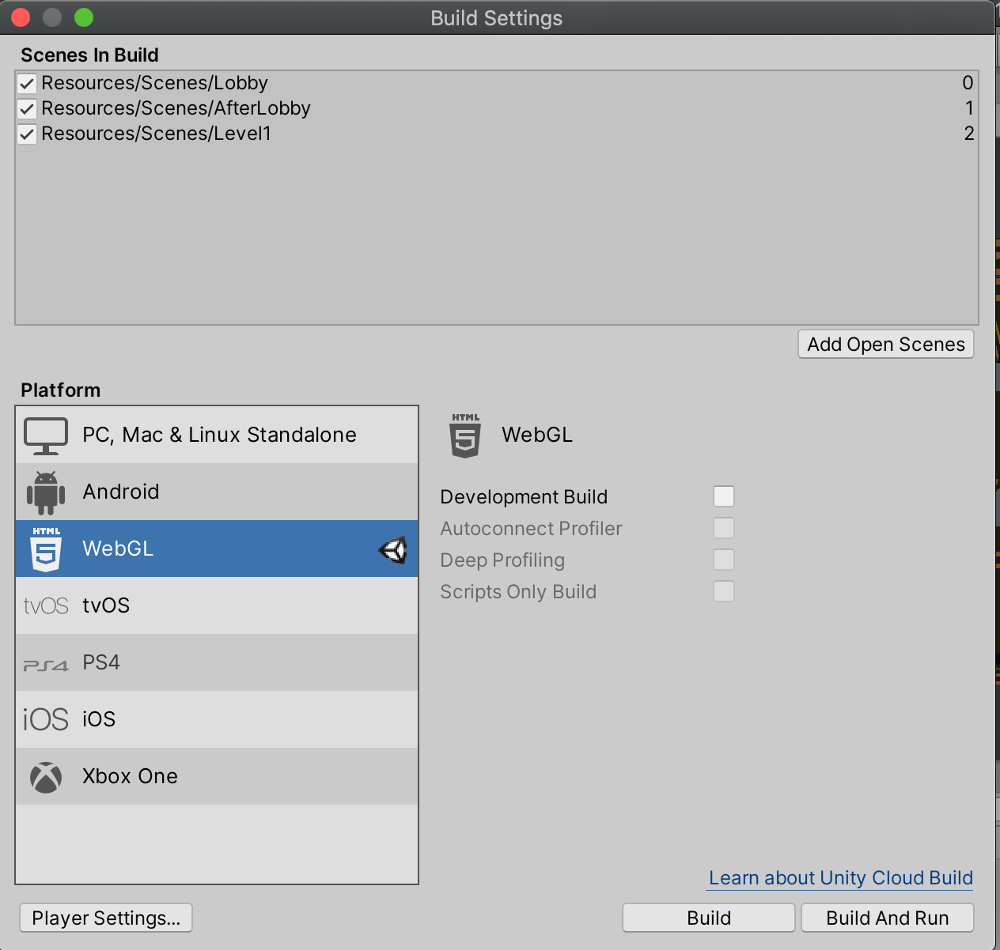 Build Settings
Scenes In Build
Resources/Scenes/Lobby 0
Resources/Scenes/AfterLobby 1
Resources/Scenes/Level1 2
Add Open Scenes
Platform
PC, Mac & Linux Standalone
HTML
5
WebGL
Android
Development Build
HTML
5
WebGL
Autoconnect Profiler
Deep Profiling
Scripts Only Build
tvOS tvOS
PS4 PS4
iOS iOS
Xbox One
Learn about Unity Cloud Build
Player Settings...
Build
Build And Run